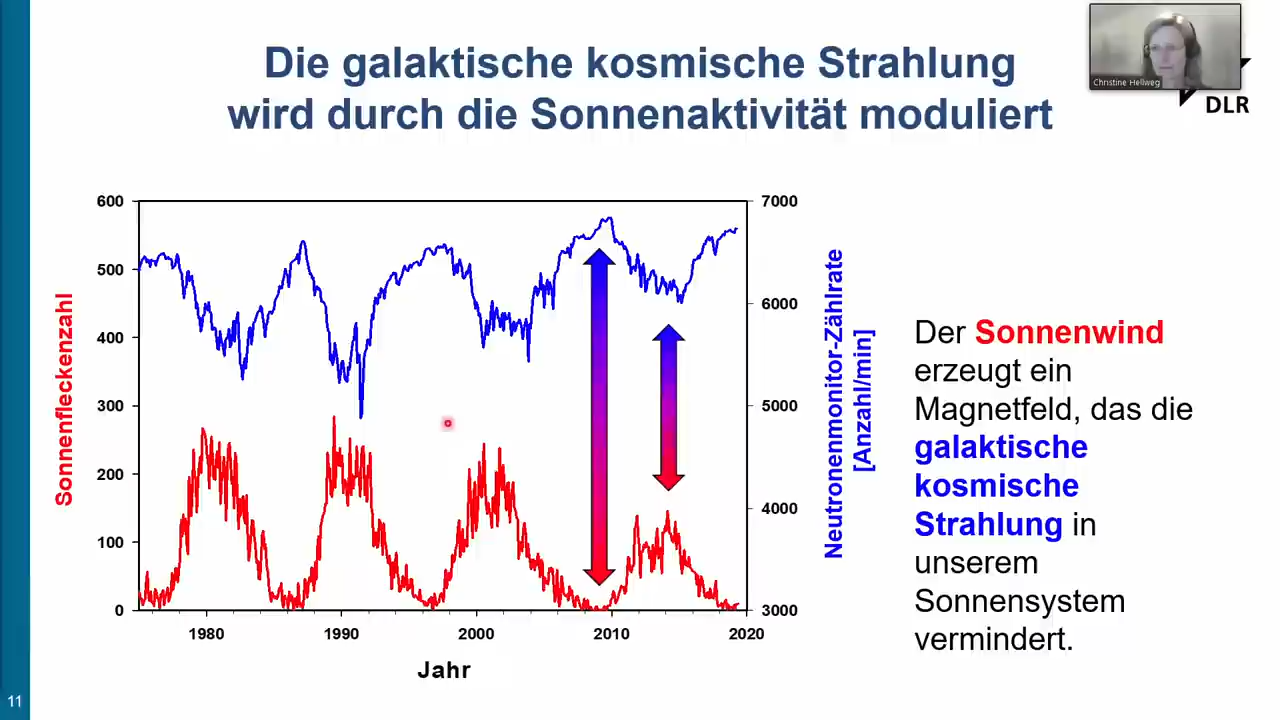 Die galaktische kosmische Strahlung
wird durch die Sonnenaktivität moduliert
Christine Hellweg
DLR
600
500
400
300
200
100
0
Sonnenfleckenzahl
7000
6000
5000
4000
3000
Neutronenmonitor-Zählrate
[Anzahl/min]
1980
1990
2000
2010
2020
Jahr
Der Sonnenwind
erzeugt ein
Magnetfeld, das die
galaktische
kosmische
Strahlung in
unserem
Sonnensystem
vermindert.
11